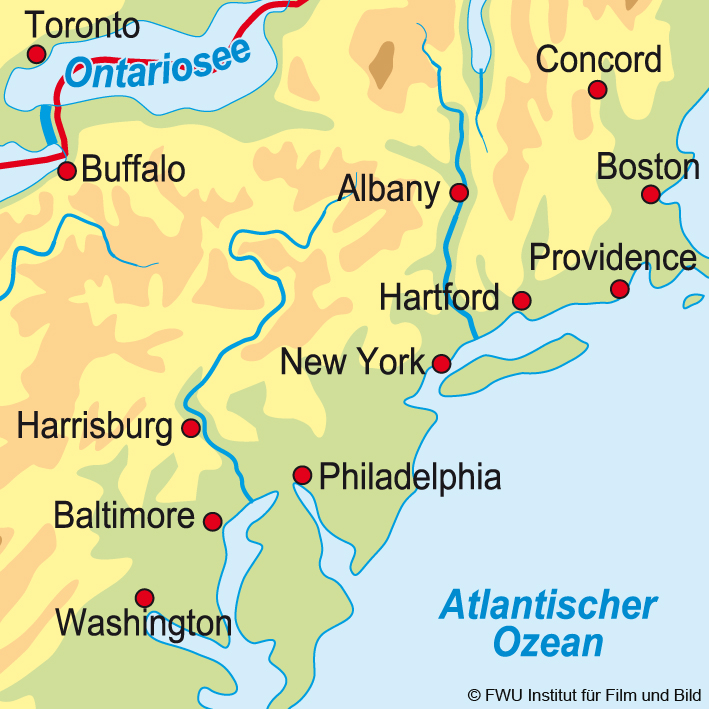 Toronto
Ontariosee
Concord
Buffalo
Boston
Albany
Providence
Hartford
New York
Harrisburg
Philadelphia
Baltimore
Washington
Atlantischer
Ozean
© FWU Institut für Film und Bild